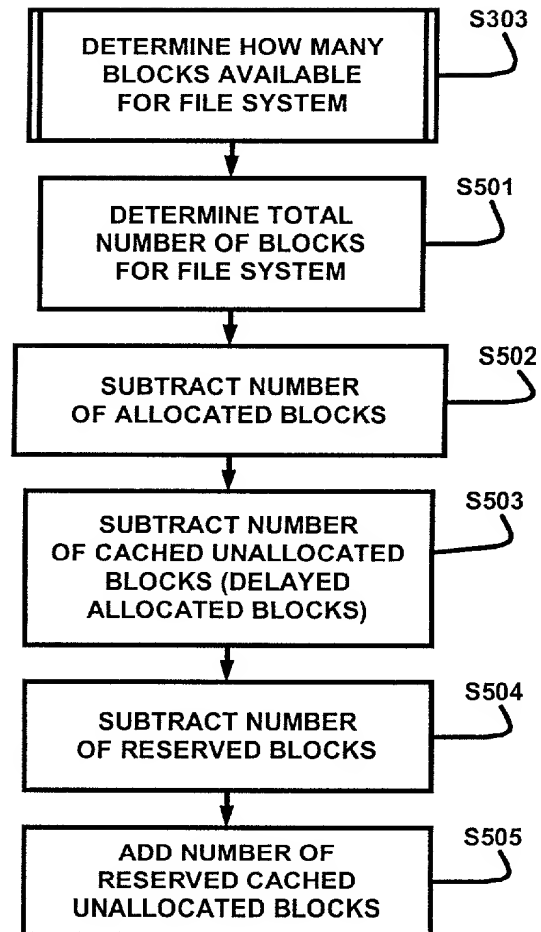 S303
DETERMINE HOW MANY
BLOCKS AVAILABLE
FOR FILE SYSTEM
S501
DETERMINE TOTAL
NUMBER OF BLOCKS
FOR FILE SYSTEM
S502
SUBTRACT NUMBER
OF ALLOCATED BLOCKS
S503
SUBTRACT NUMBER
OF CACHED UNALLOCATED
BLOCKS (DELAYED
ALLOCATED BLOCKS)
S504
SUBTRACT NUMBER
OF RESERVED BLOCKS
S505
ADD NUMBER OF
RESERVED CACHED
UNALLOCATED BLOCKS